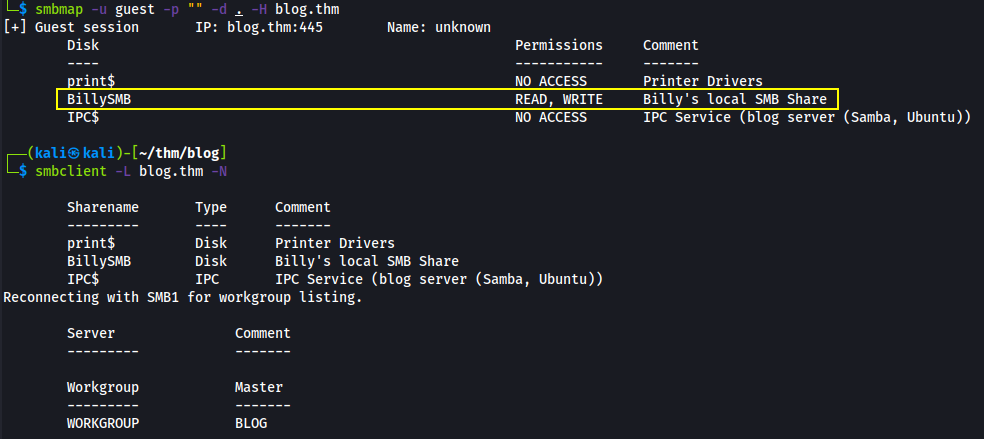 └─$ smbmap -u guest -p "" -d . -H blog.thm
[+] Guest session       IP: blog.thm:445        Name: unknown
        Disk                                                    Permissions     Comment
        ----                                                    -----------     -------
        print$                                                  NO ACCESS       Printer Drivers
        BillySMB                                                READ, WRITE     Billy's local SMB Share
        IPC$                                                    NO ACCESS       IPC Service (blog server (Samba, Ubuntu))
┌──(kali㉿kali)-[~/thm/blog]
└─$ smbclient -L blog.thm -N
        Sharename       Type      Comment
        ---------       ----      -------
        print$          Disk      Printer Drivers
        BillySMB        Disk      Billy's local SMB Share
        IPC$            IPC       IPC Service (blog server (Samba, Ubuntu))
Reconnecting with SMB1 for workgroup listing.
        Server               Comment
        ---------            -------
        Workgroup            Master
        ---------            -------
        WORKGROUP            BLOG